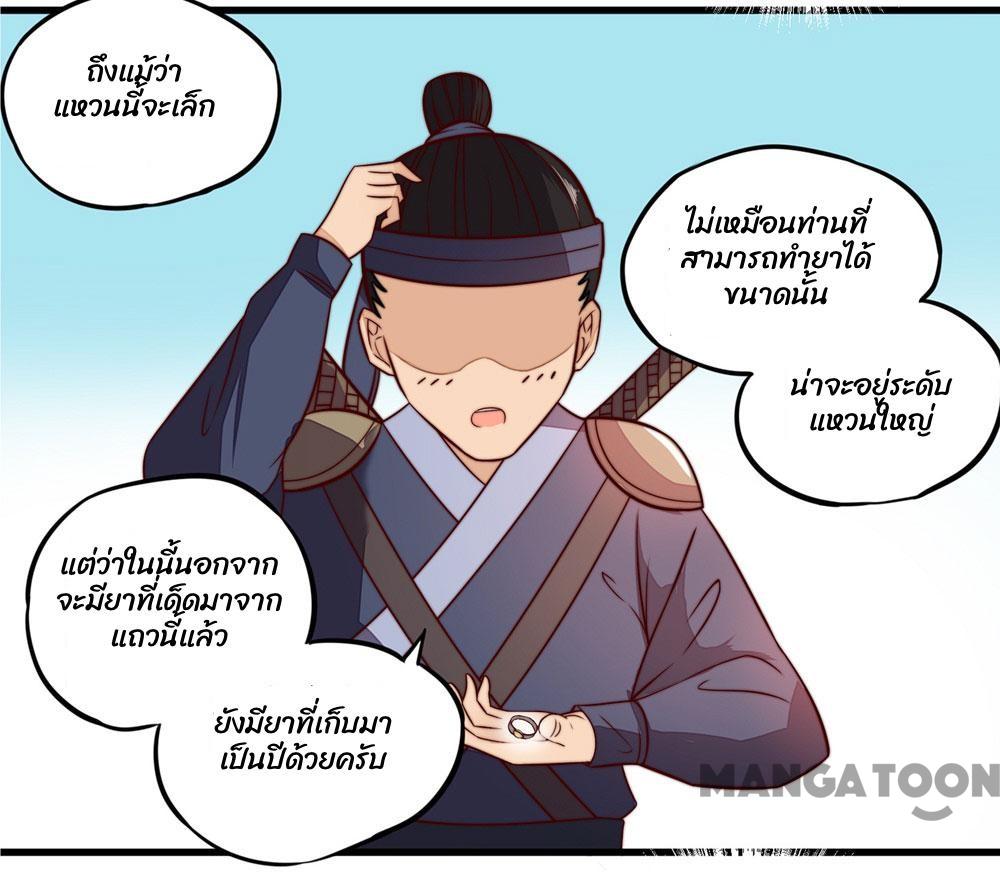 ถึงแม้ว่า
แหวนนี้จะเล็ก
ไม่เหมือนท่านที่
สามารถทำยาได้
ขนาดนั้น
น่าจะอยู่ระดับ
แหวนใหญ่
แต่ว่าในนี้นอกจาก
จะมียาที่เด็ดมาจาก
แถวนี้แล้ว
ยังมียาที่เก็บมา
เป็นปีด้วยครับ
MANGATOON